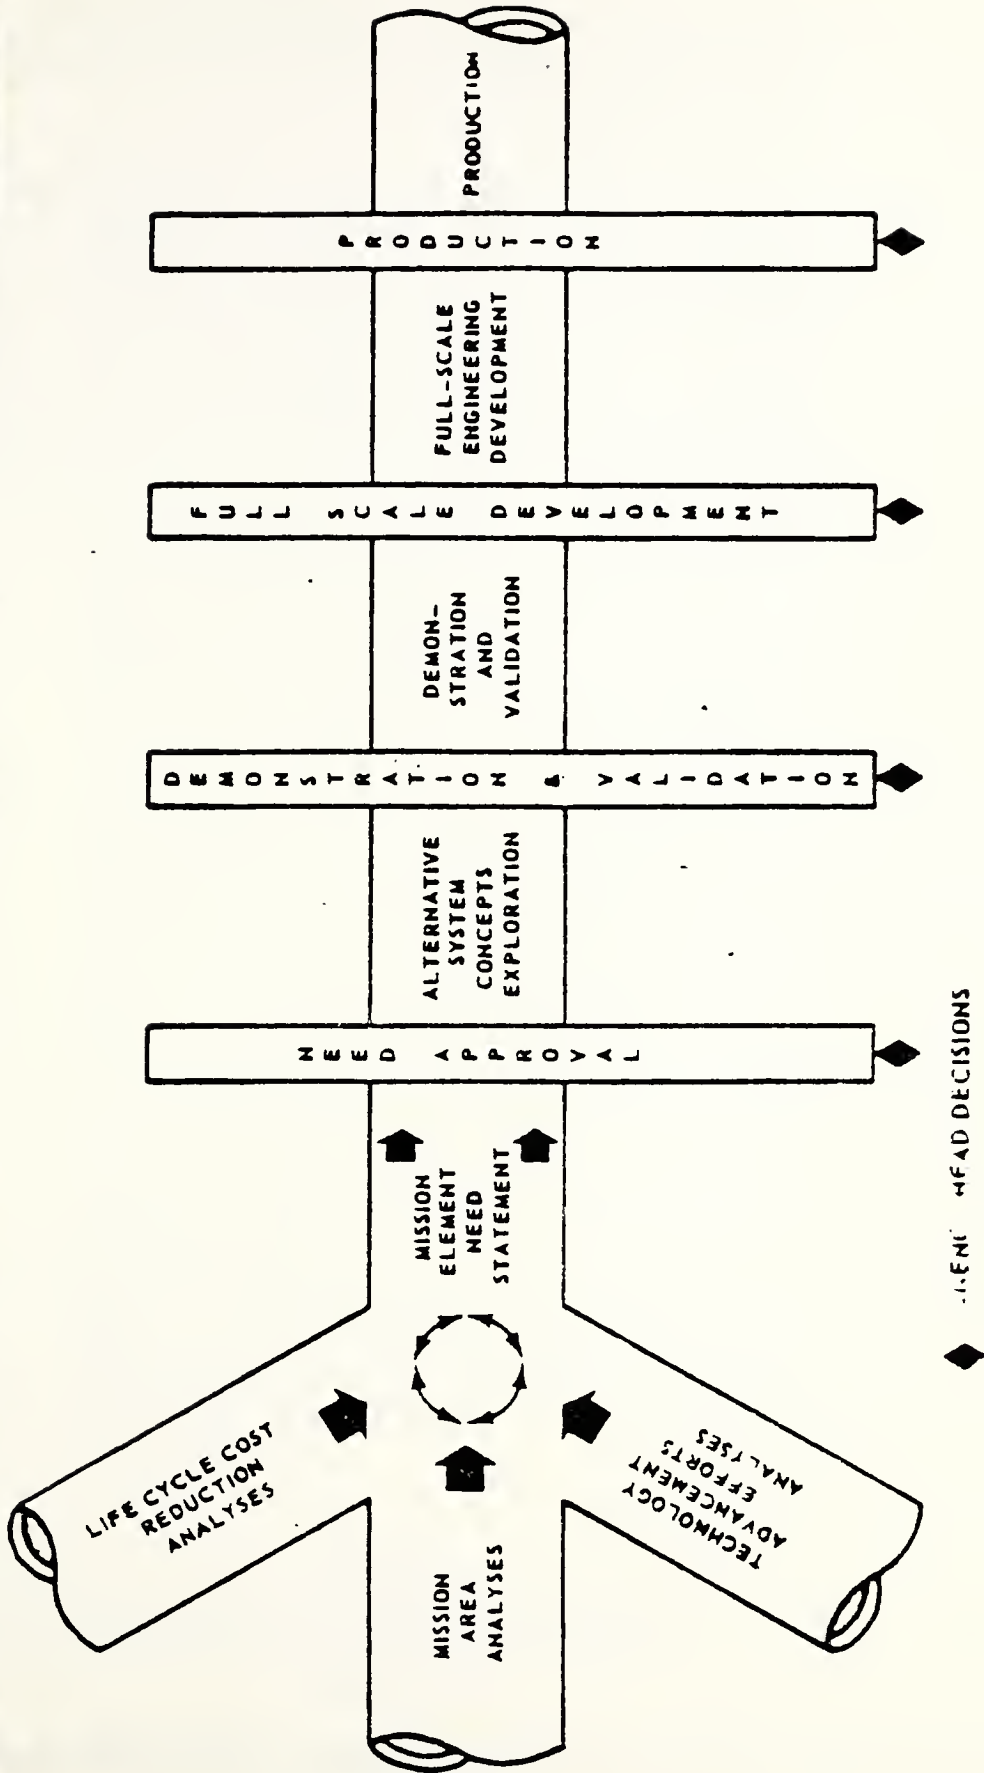 LIFE CYCLE COST
REDUCTION
ANALYSES
MISSION
AREA
ANALYSES
TECHNOLOGY
ADVANCEMENT
EFFORTS
ANALYSES
MISSION
ELEMENT
NEED
STATEMENT
NEED APPROVAL
ALTERNATIVE
SYSTEM
CONCEPTS
EXPLORATION
DEMONSTRATION & VALIDATION
DEMON-
STRATION
AND
VALIDATION
FULL SCALE DEVELOPMENT
FULL-SCALE
ENGINEERING
DEVELOPMENT
PRODUCTION
PRODUCTION
HEAD DECISIONS